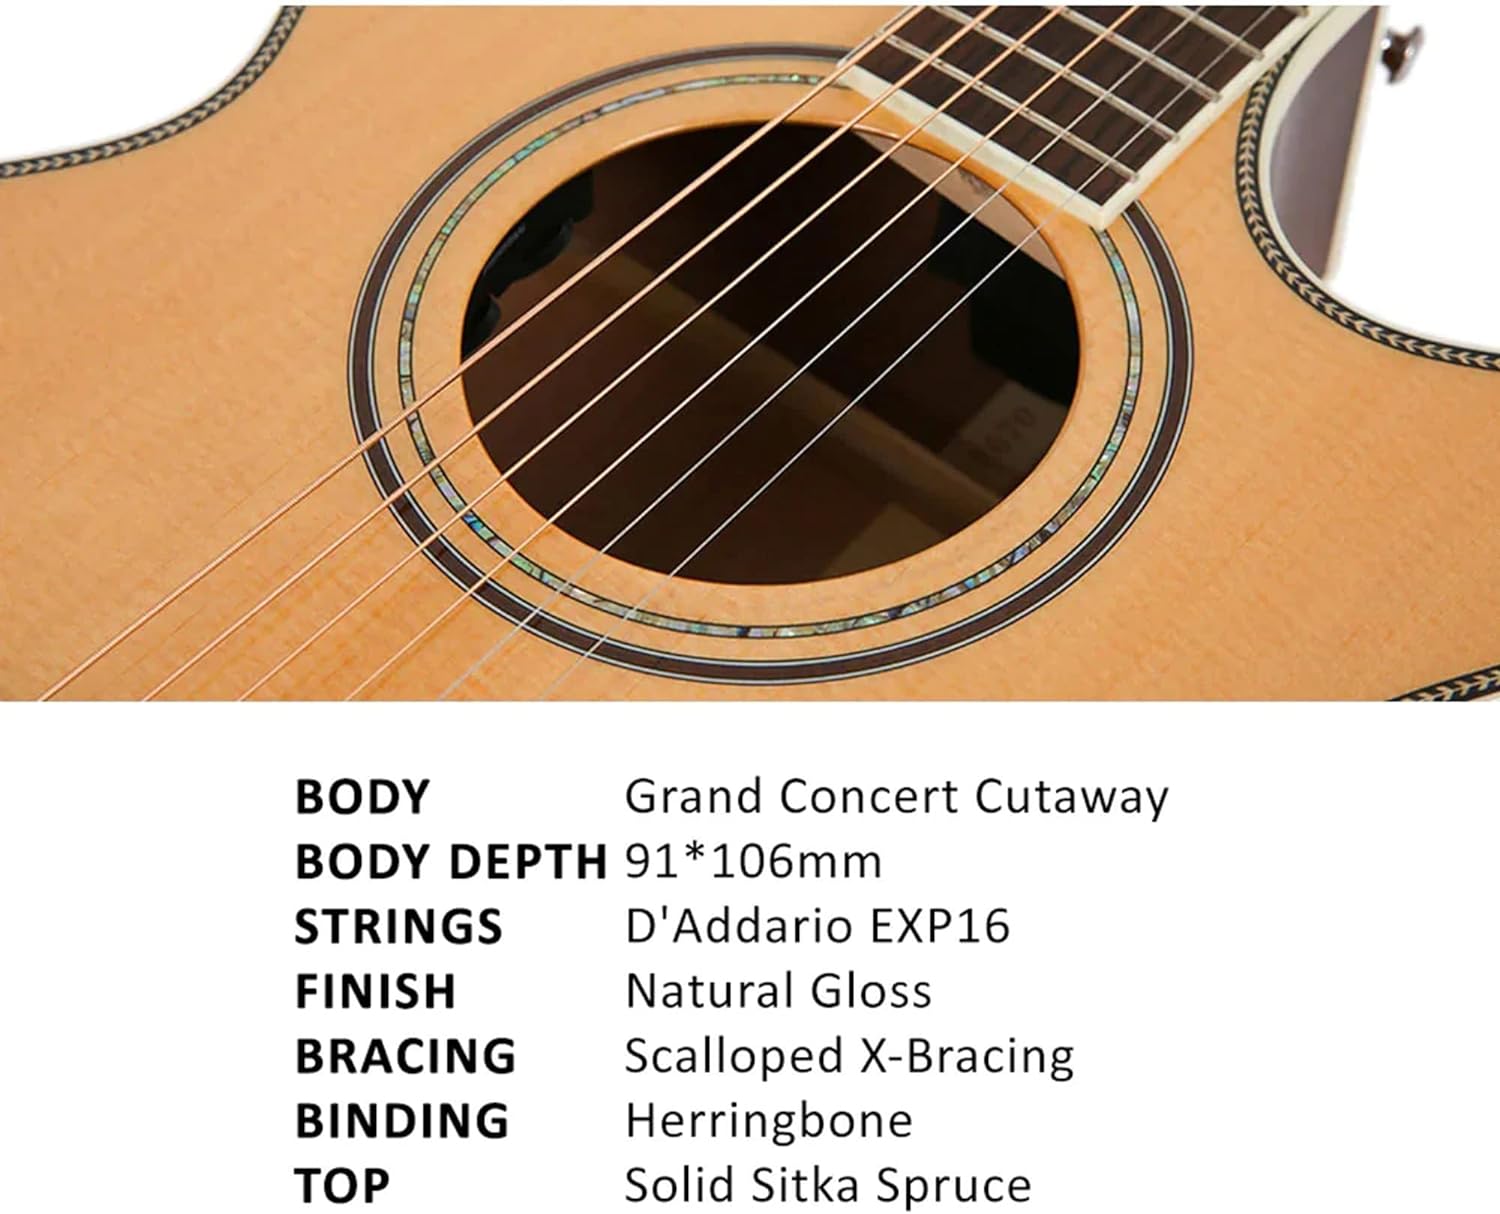 BODY Grand Concert Cutaway
BODY DEPTH 91*106mm
STRINGS D'Addario EXP16
FINISH Natural Gloss
BRACING Scalloped X-Bracing
BINDING Herringbone
TOP Solid Sitka Spruce